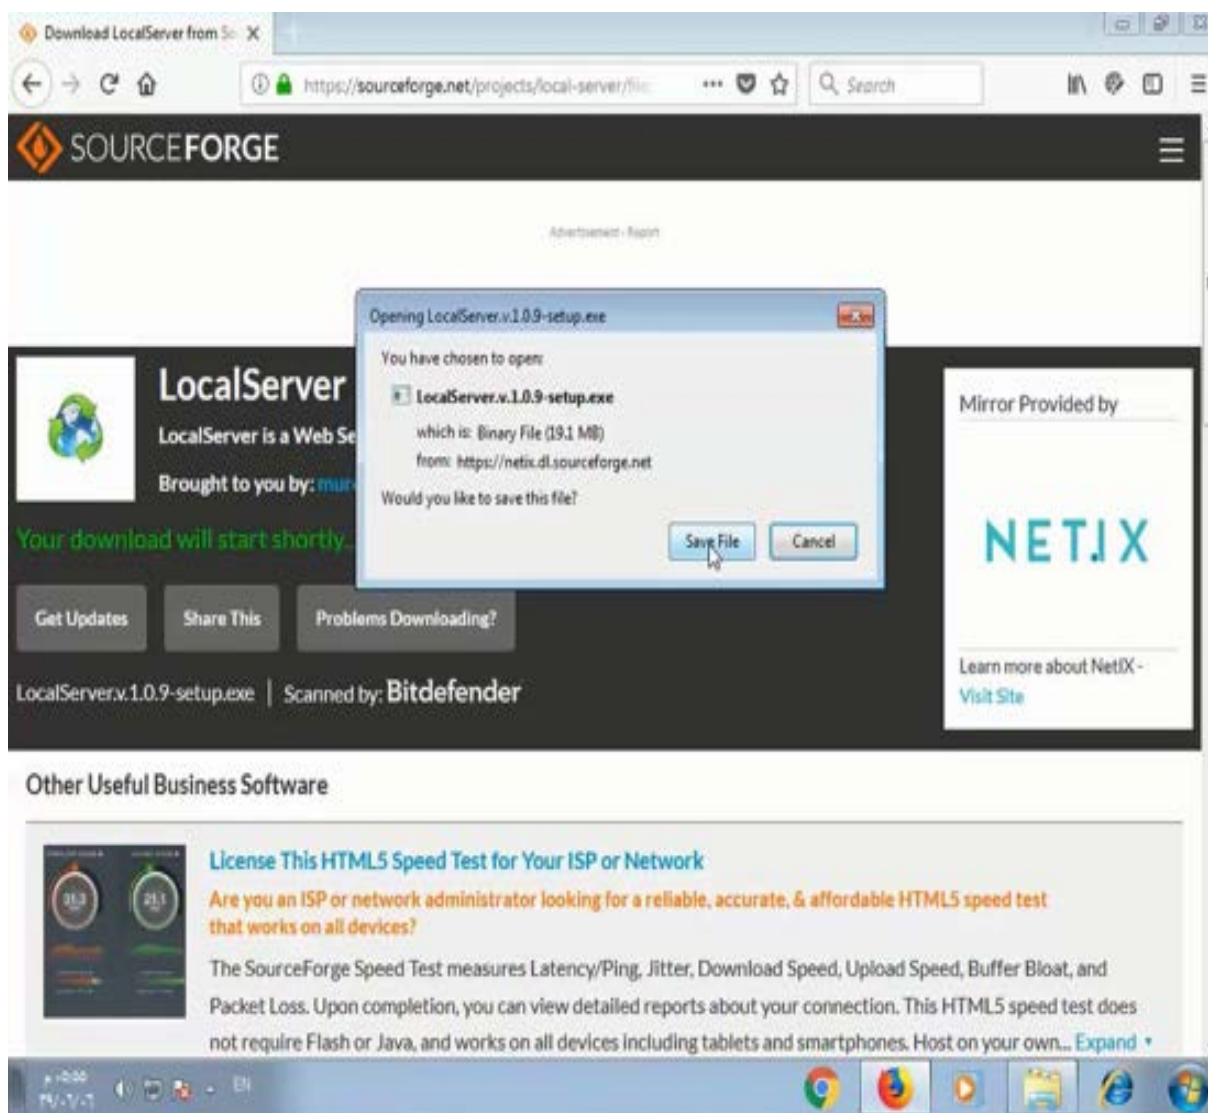 Download LocalServer from So
https://sourceforge.net/projects/local-server/file
Search
SOURCEFORGE
Advertisement - Report
Opening LocalServer.v.1.0.9-setup.exe
You have chosen to open:
LocalServer.v.1.0.9-setup.exe
which is: Binary File (19.1 MB)
from: https://netix.dl.sourceforge.net
Would you like to save this file?
Save File
Cancel
LocalServer
LocalServer is a Web Se
Brought to you by:
Your download will start shortly...
Get Updates
Share This
Problems Downloading?
LocalServer.v.1.0.9-setup.exe | Scanned by: Bitdefender
Mirror Provided by
NETIX
Learn more about NetIX -
Visit Site
Other Useful Business Software
License This HTML5 Speed Test for Your ISP or Network
Are you an ISP or network administrator looking for a reliable, accurate, & affordable HTML5 speed test
that works on all devices?
The SourceForge Speed Test measures Latency/Ping, Jitter, Download Speed, Upload Speed, Buffer Bloat, and
Packet Loss. Upon completion, you can view detailed reports about your connection. This HTML5 speed test does
not require Flash or Java, and works on all devices including tablets and smartphones. Host on your own... Expand
EN